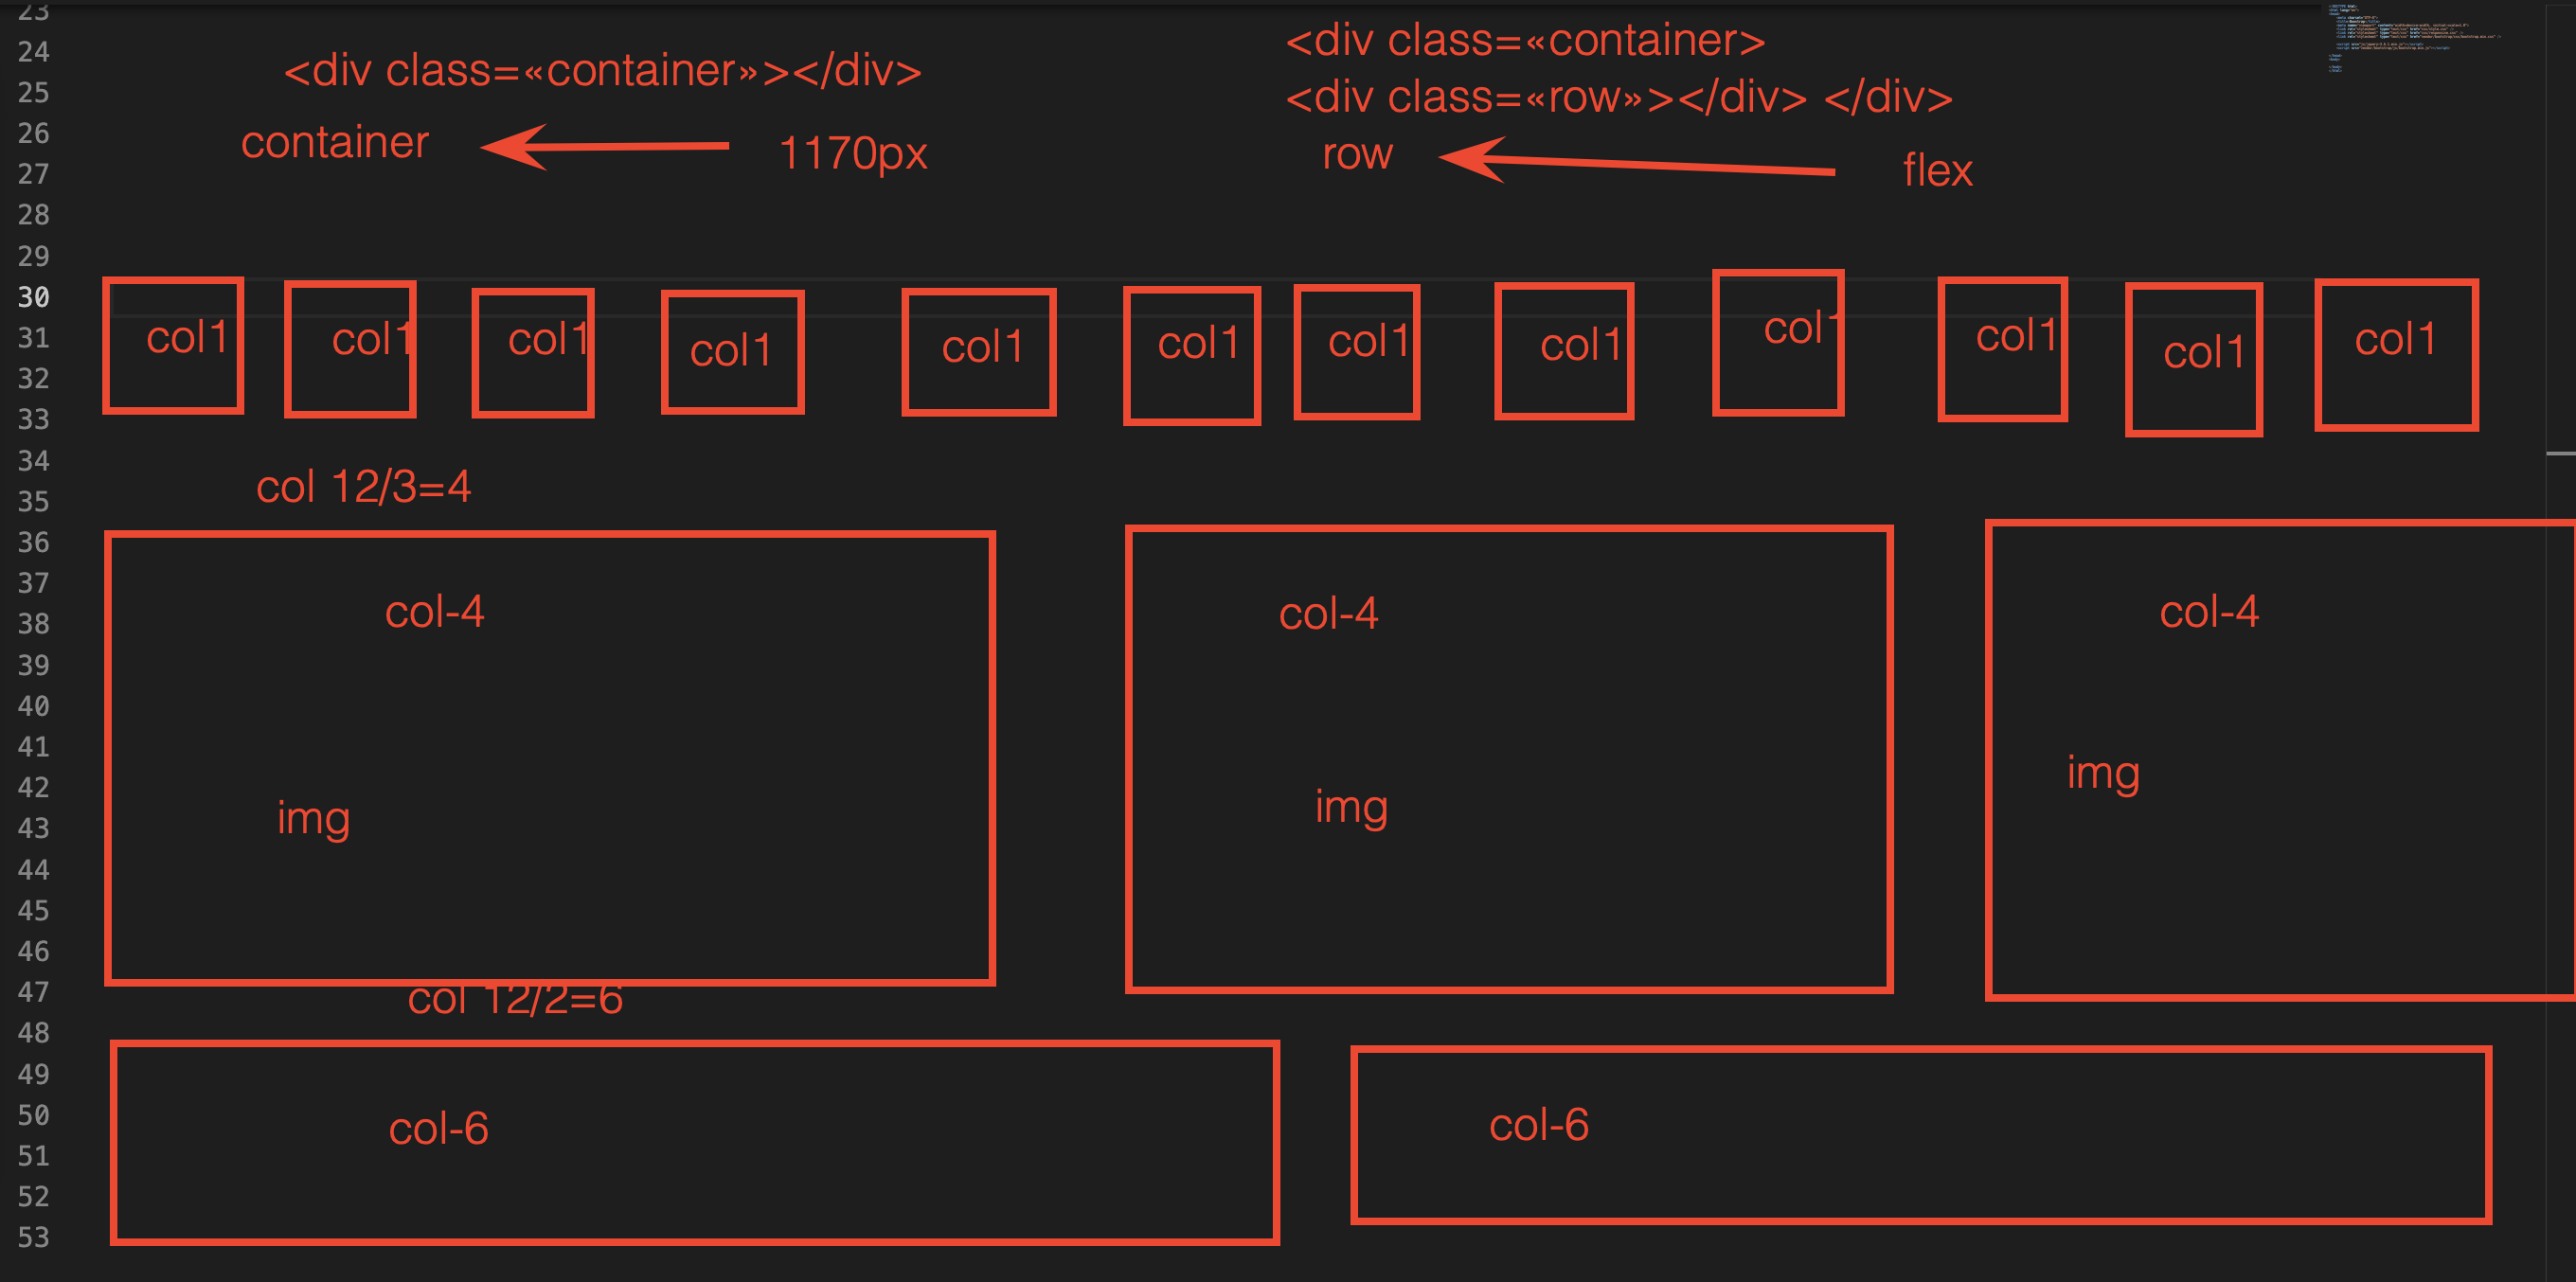 23
24
25
26
27
28
29
30
31
32
33
34
35
36
37
38
39
40
41
42
43
44
45
46
47
48
49
50
51
52
53
<div class=«container»></div>
container
1170px
<div class=«container>
<div class=«row»></div> </div>
row
flex
col1 col1 col1 col1 col1 col1 col1 col1 col1 col1 col1 col1
col 12/3=4
col-4 col-4 col-4
img img img
col 12/2=6
col-6 col-6